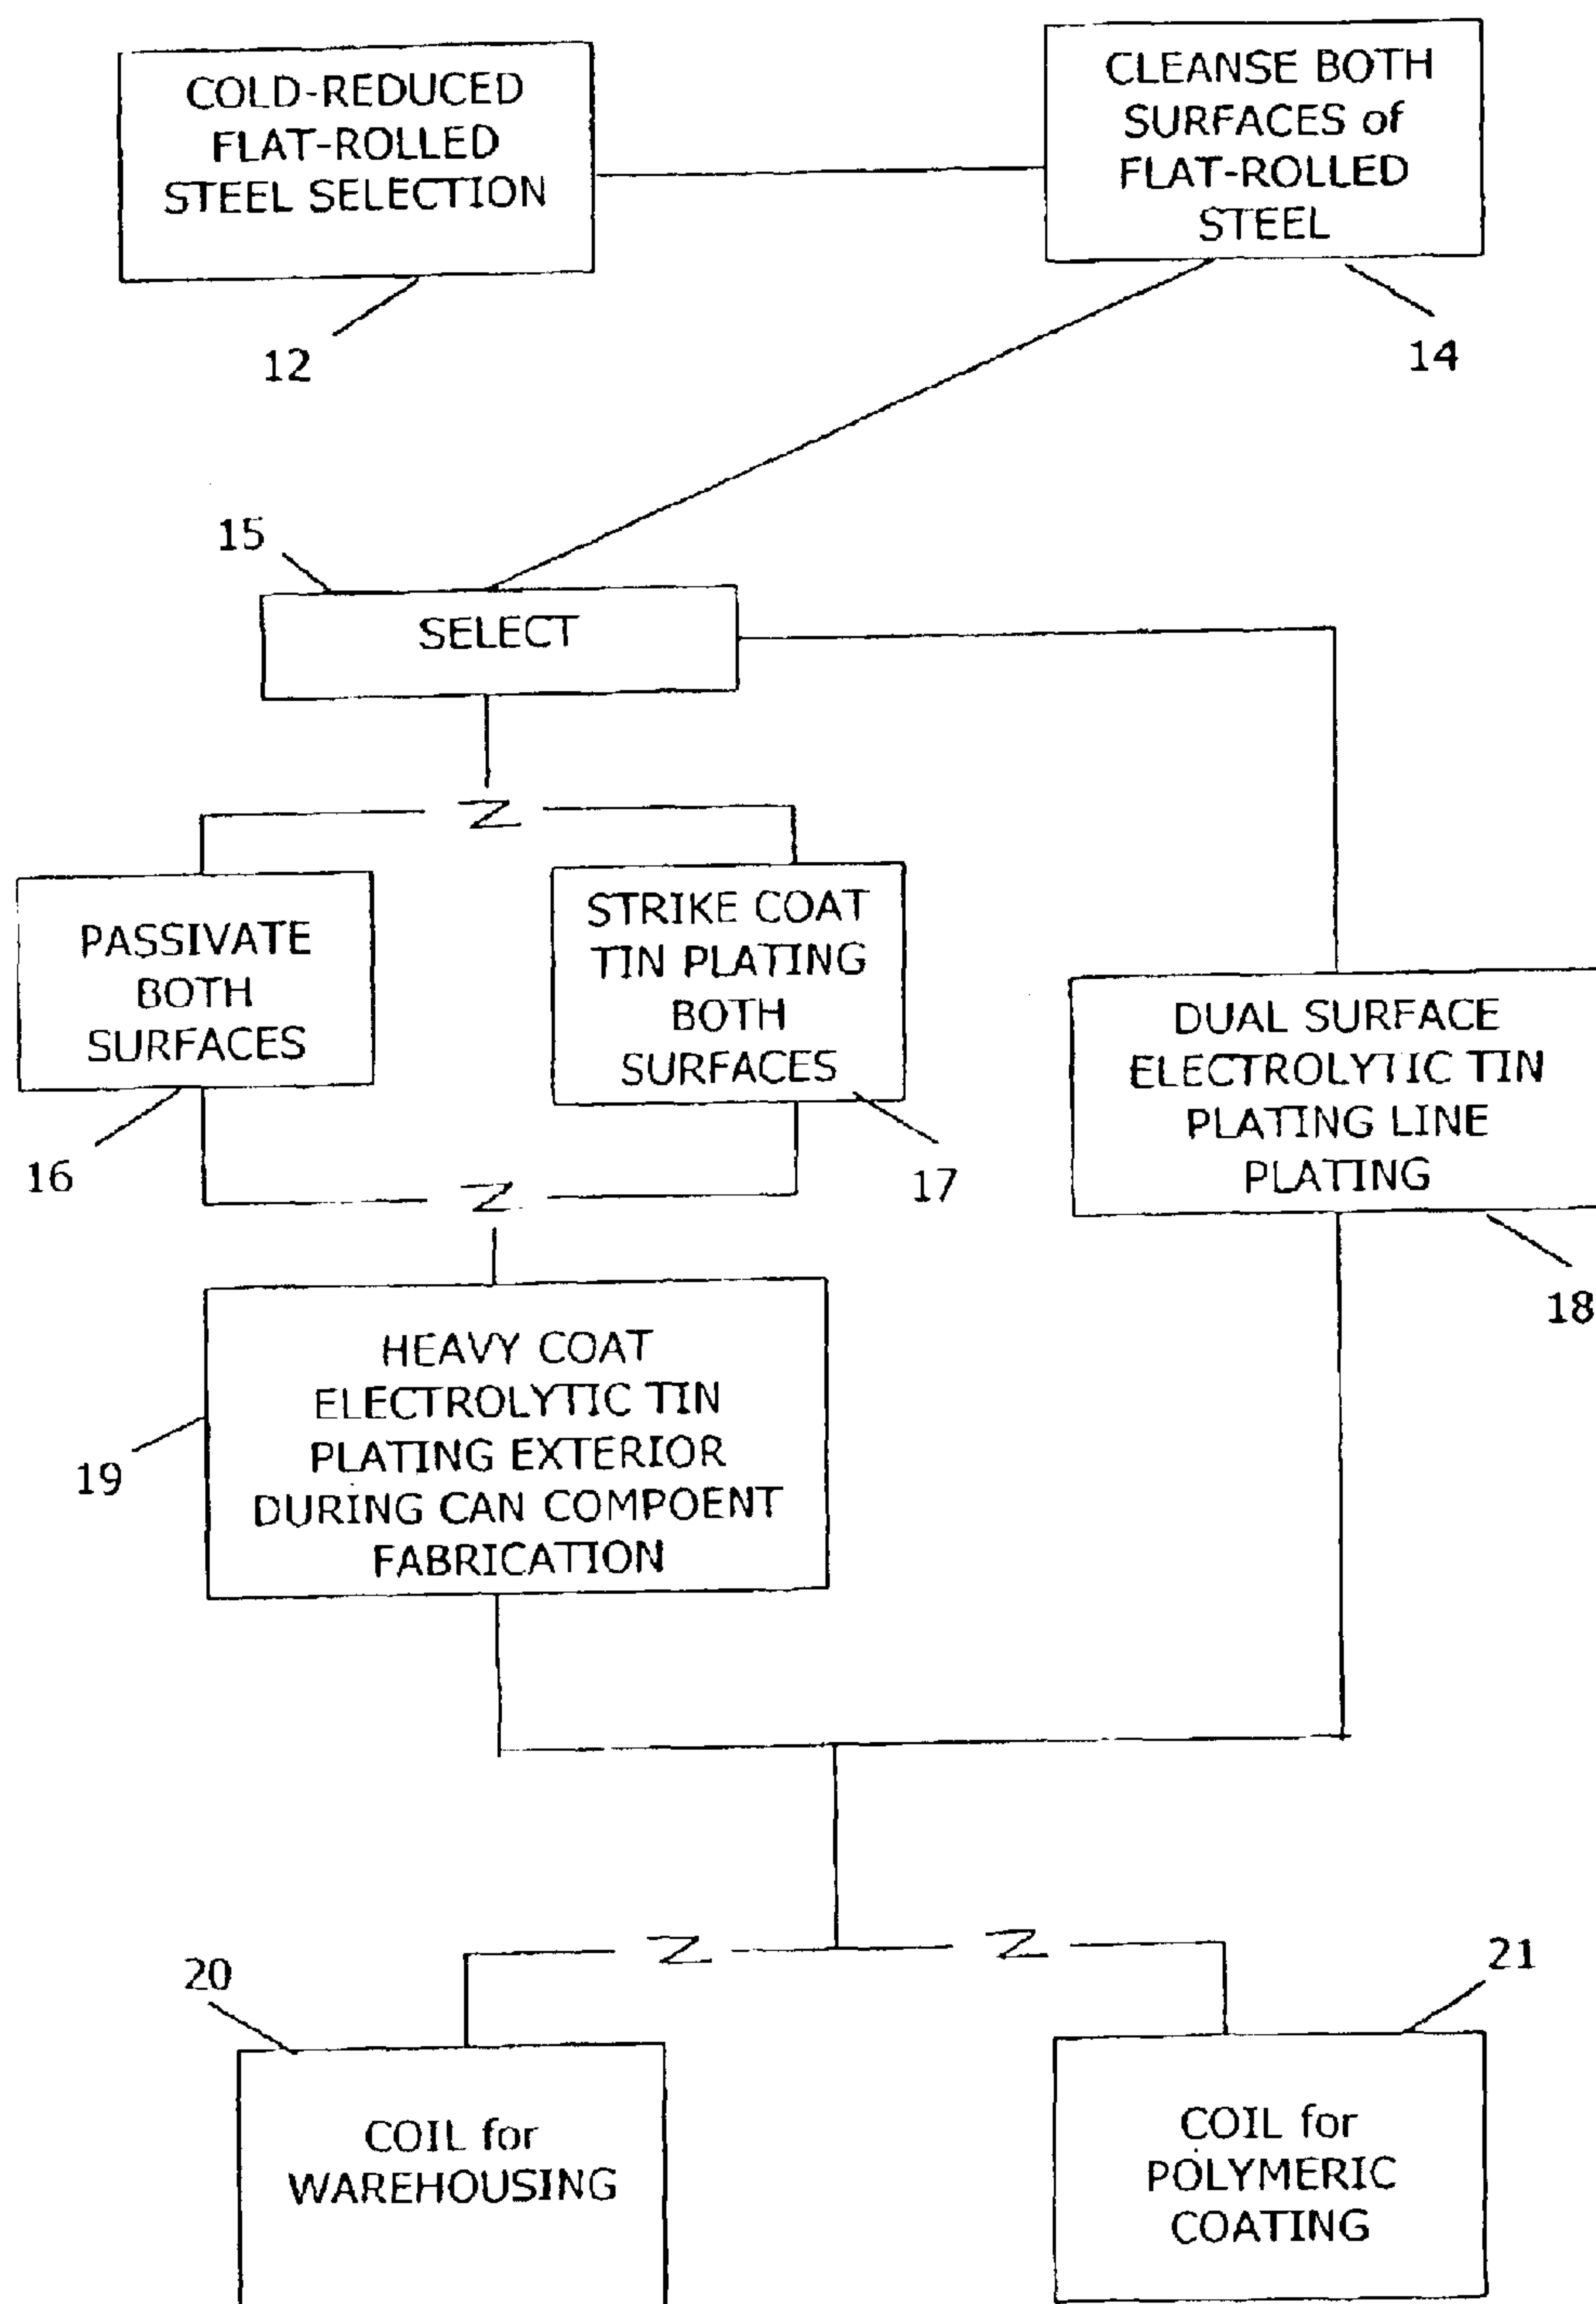 COLD-REDUCED
FLAT-ROLLED
STEEL SELECTION
12
CLEANSE BOTH
SURFACES of
FLAT-ROLLED
STEEL
14
15
SELECT
PASSIVATE
BOTH
SURFACES
16
STRIKE COAT
TIN PLATING
BOTH
SURFACES
17
DUAL SURFACE
ELECTROLYTIC TIN
PLATING LINE
PLATING
18
HEAVY COAT
ELECTROLYTIC TIN
PLATING EXTERIOR
DURING CAN COMPOENT
FABRICATION
19
20
COIL for
WAREHOUSING
21
COIL for
POLYMERIC
COATING